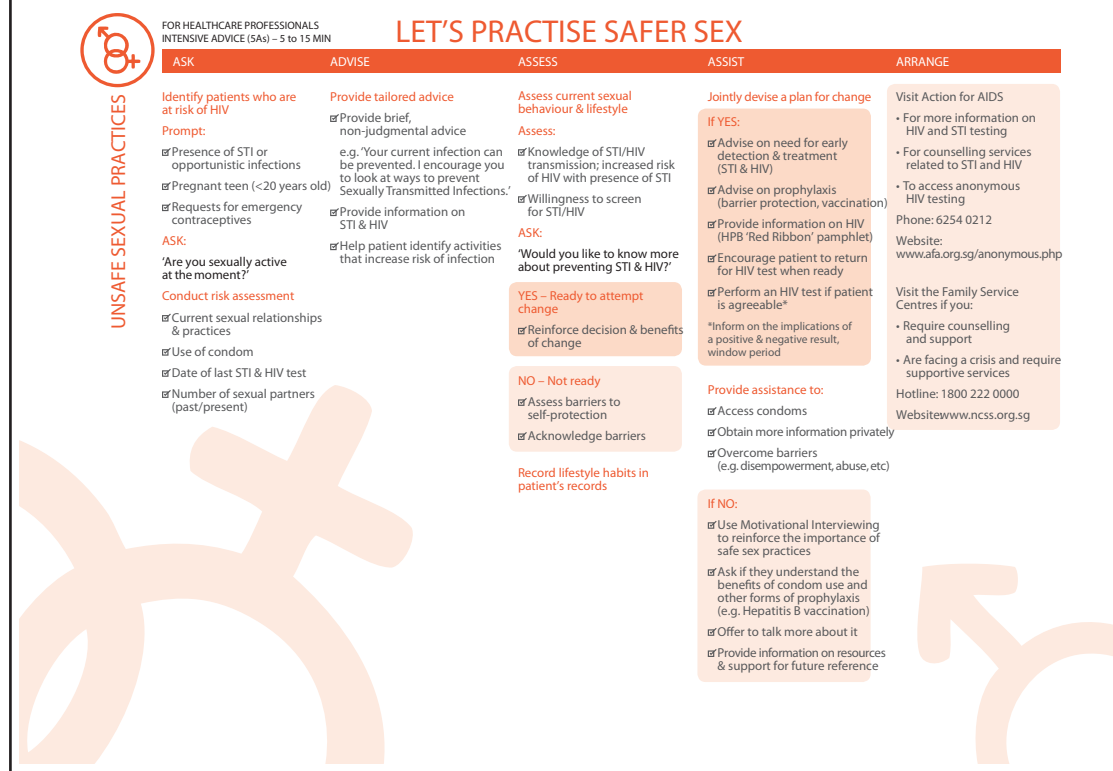 FOR HEALTHCARE PROFESSIONALS
INTENSIVE ADVICE (5As) – 5 to 15 MIN
LET'S PRACTISE SAFER SEX
UNSAFE SEXUAL PRACTICES
ASK
Identify patients who are
at risk of HIV
Prompt:
Presence of STI or
opportunistic infections
Pregnant teen (<20 years old)
Requests for emergency
contraceptives
ASK:
'Are you sexually active
at the moment?'
Conduct risk assessment
Current sexual relationships
& practices
Use of condom
Date of last STI & HIV test
Number of sexual partners
(past/present)
ADVISE
Provide tailored advice
Provide brief,
non-judgmental advice
e.g. 'Your current infection can
be prevented. I encourage you
to look at ways to prevent
Sexually Transmitted Infections.'
Provide information on
STI & HIV
Help patient identify activities
that increase risk of infection
ASSESS
Assess current sexual
behaviour & lifestyle
Assess:
Knowledge of STI/HIV
transmission; increased risk
of HIV with presence of STI
Willingness to screen
for STI/HIV
ASK:
'Would you like to know more
about preventing STI & HIV?'
YES – Ready to attempt
change
Reinforce decision & benefits
of change
NO – Not ready
Assess barriers to
self-protection
Acknowledge barriers
Record lifestyle habits in
patient's records
ASSIST
Jointly devise a plan for change
If YES:
Advise on need for early
detection & treatment
(STI & HIV)
Advise on prophylaxis
(barrier protection, vaccination)
Provide information on HIV
(HPB 'Red Ribbon' pamphlet)
Encourage patient to return
for HIV test when ready
Perform an HIV test if patient
is agreeable*
*Inform on the implications of
a positive & negative result,
window period
Provide assistance to:
Access condoms
Obtain more information privately
Overcome barriers
(e.g. disempowerment, abuse, etc)
If NO:
Use Motivational Interviewing
to reinforce the importance of
safe sex practices
Ask if they understand the
benefits of condom use and
other forms of prophylaxis
(e.g. Hepatitis B vaccination)
Offer to talk more about it
Provide information on resources
& support for future reference
ARRANGE
Visit Action for AIDS
• For more information on
HIV and STI testing
• For counselling services
related to STI and HIV
• To access anonymous
HIV testing
Phone: 6254 0212
Website:
www.afa.org.sg/anonymous.php
Visit the Family Service
Centres if you:
• Require counselling
and support
• Are facing a crisis and require
supportive services
Hotline: 1800 222 0000
Website:www.ncss.org.sg